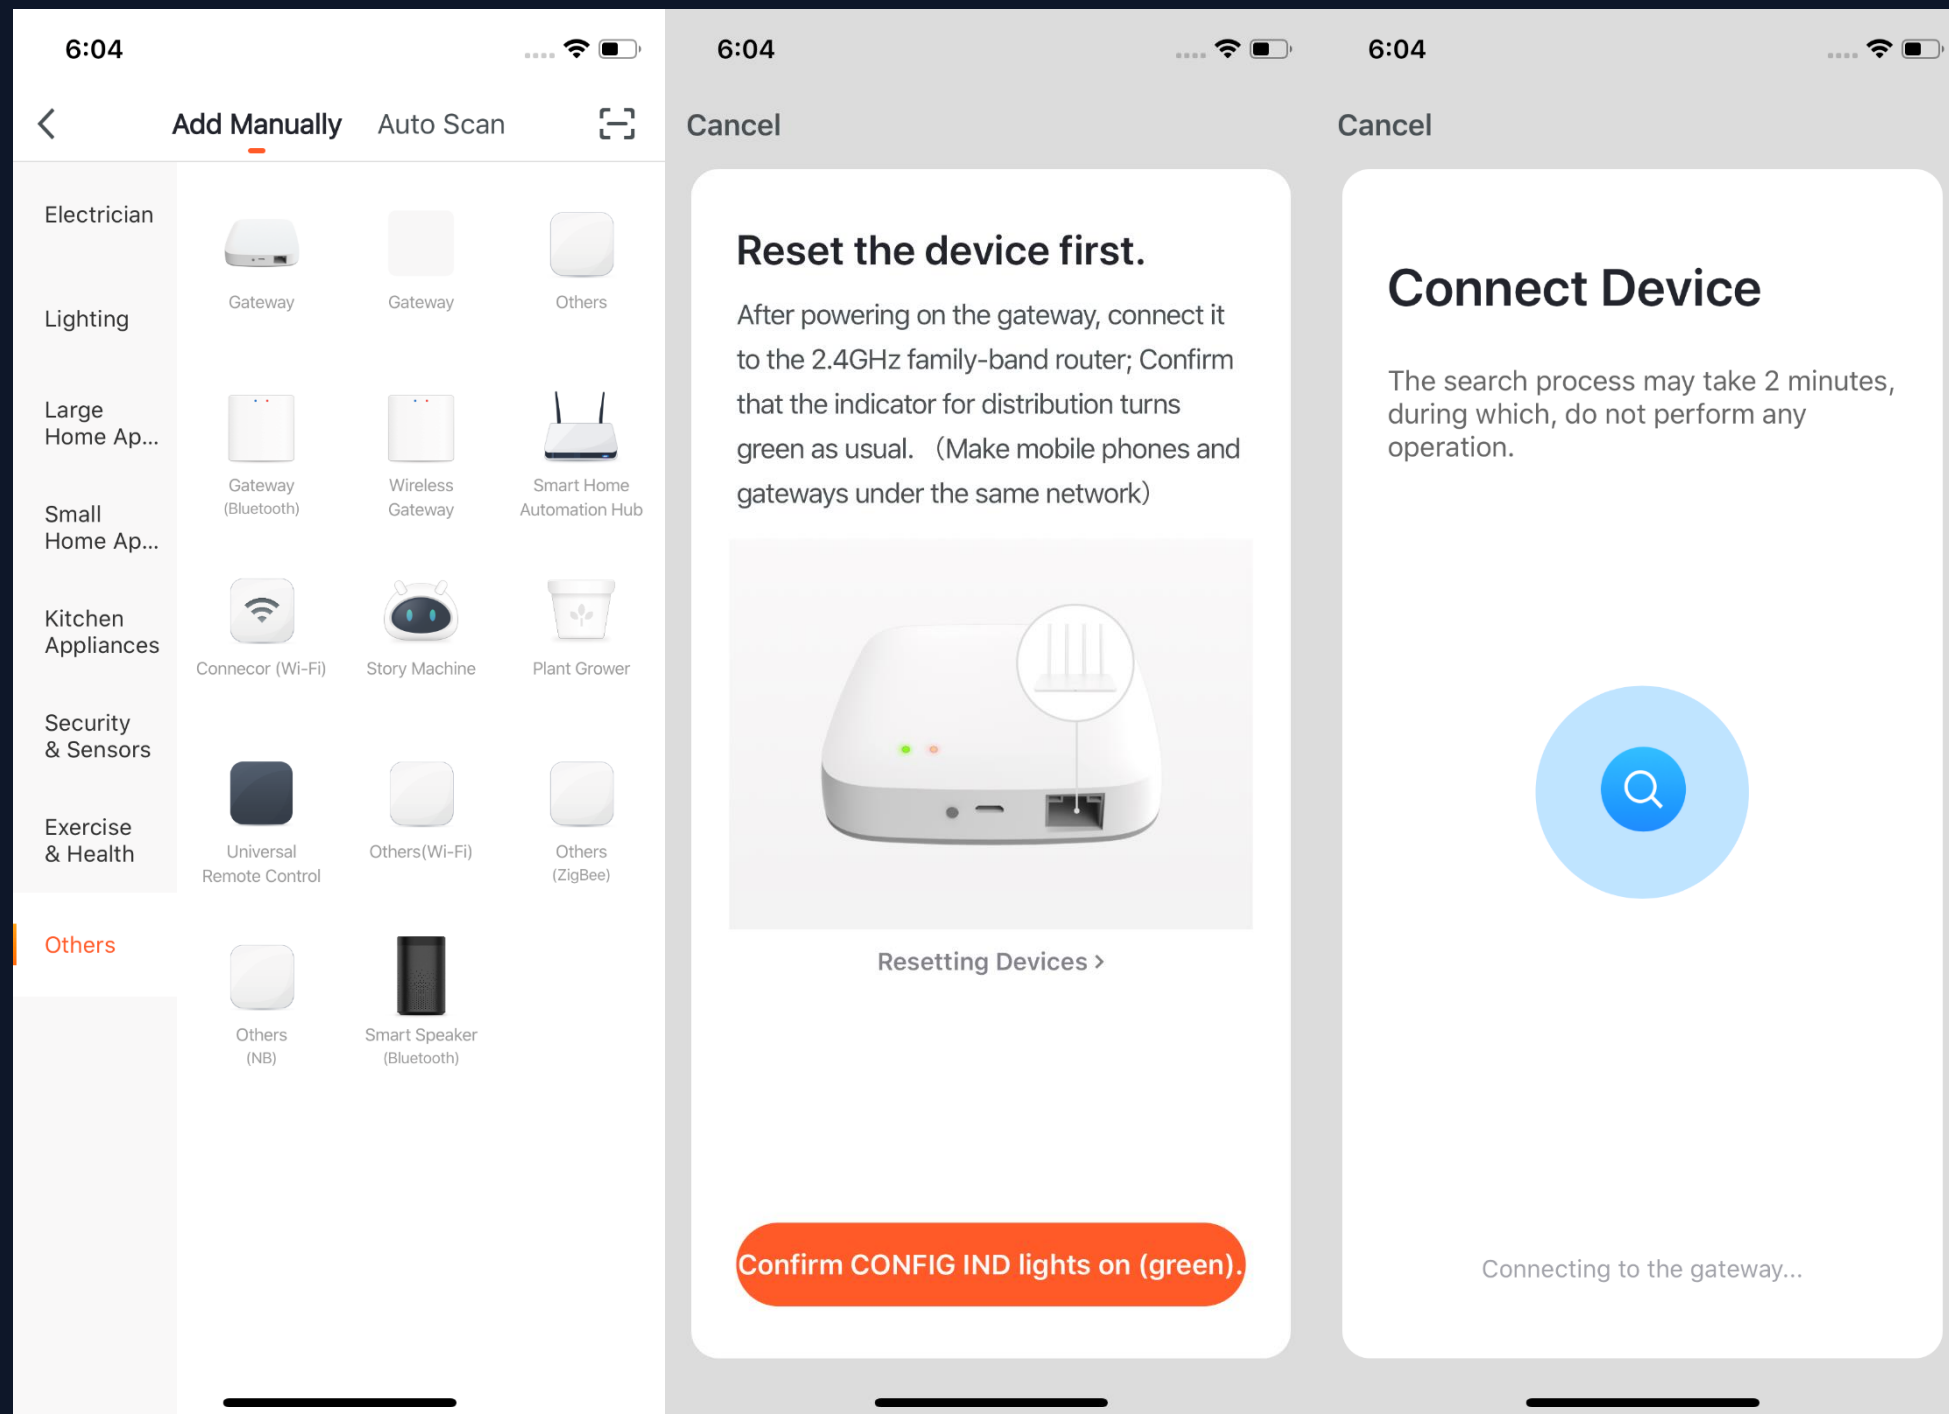 6:04
Add Manually
Auto Scan
Electrician
Lighting
Large
Home Ap...
Small
Home Ap...
Kitchen
Appliances
Security
& Sensors
Exercise
& Health
Others
Gateway
Gateway
Others
Gateway
(Bluetooth)
Wireless
Gateway
Smart Home
Automation Hub
Connecor (Wi-Fi)
Story Machine
Plant Grower
Universal
Remote Control
Others(Wi-Fi)
Others
(ZigBee)
Others
(NB)
Smart Speaker
(Bluetooth)
6:04
Cancel
Reset the device first.
After powering on the gateway, connect it
to the 2.4GHz family-band router; Confirm
that the indicator for distribution turns
green as usual. （Make mobile phones and
gateways under the same network）
Resetting Devices >
Confirm CONFIG IND lights on (green).
6:04
Cancel
Connect Device
The search process may take 2 minutes,
during which, do not perform any
operation.
Connecting to the gateway...